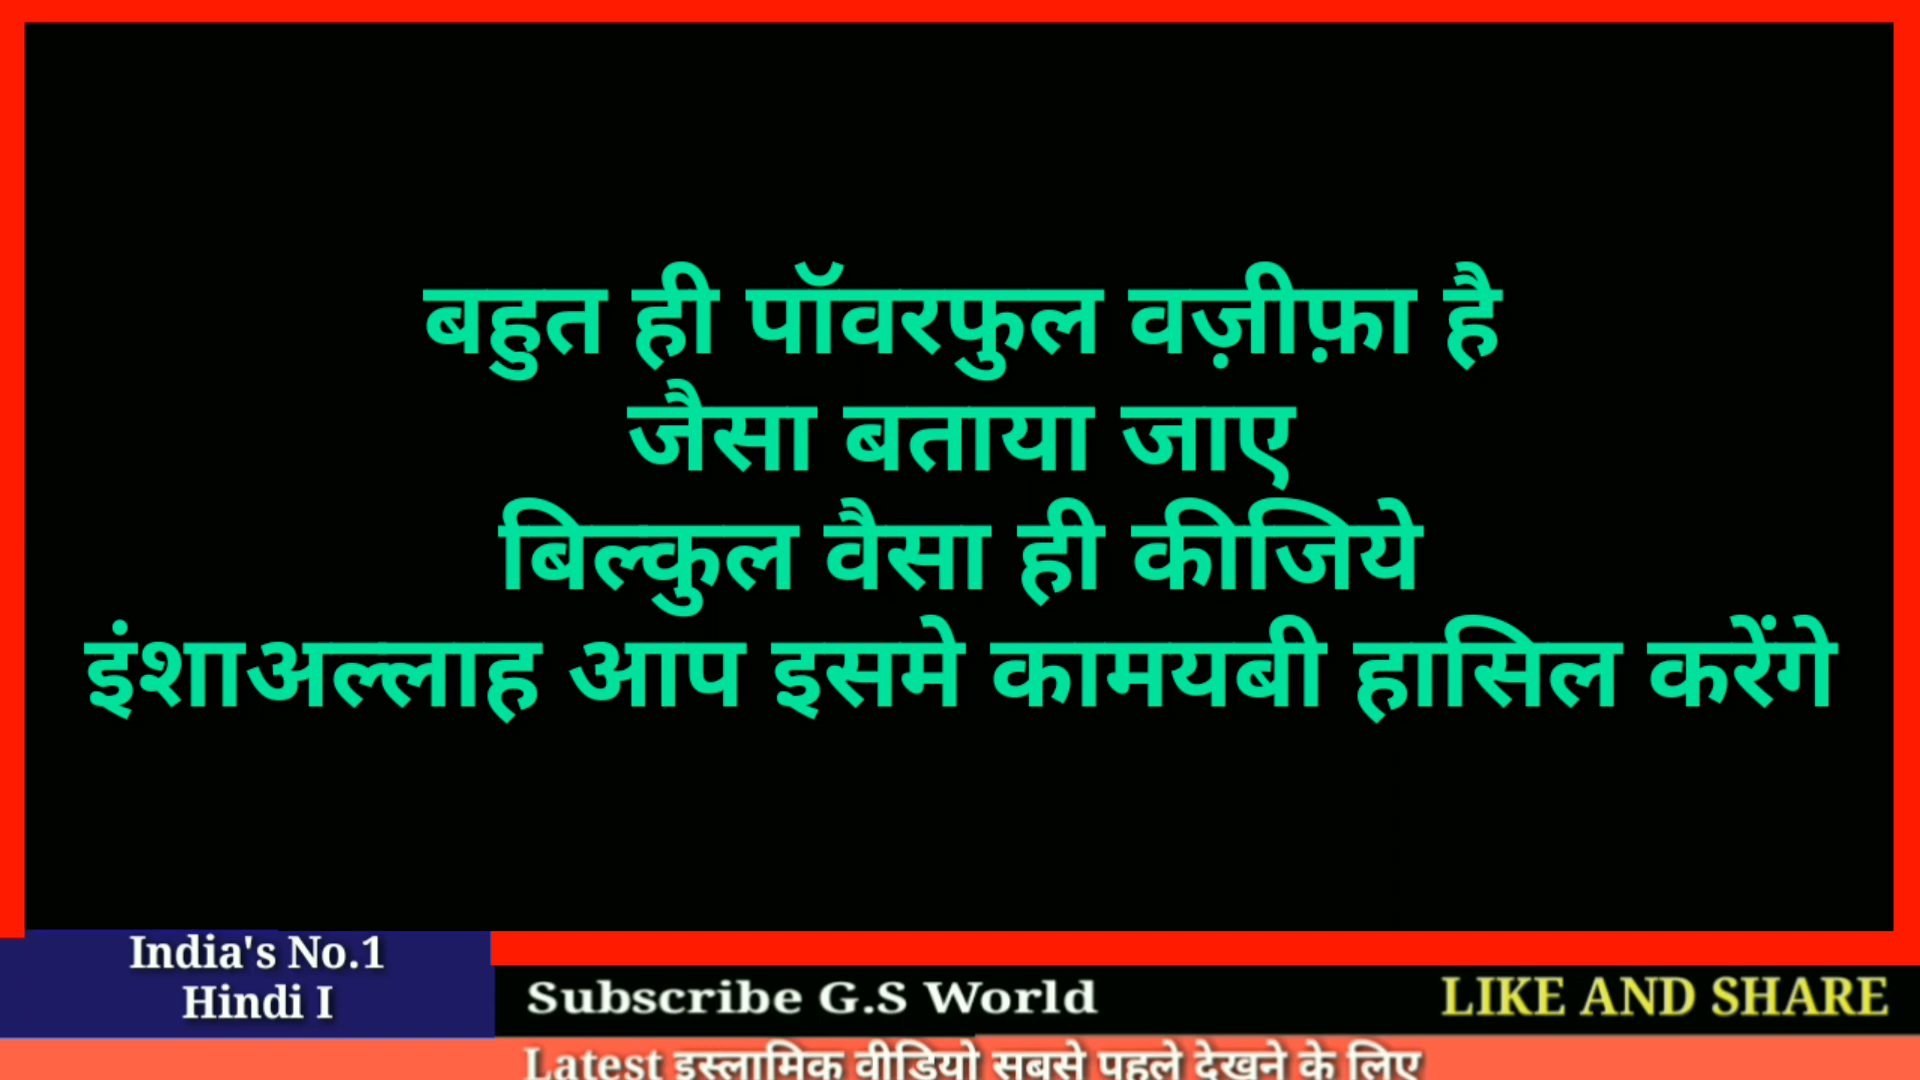 बहुत ही पॉवरफुल वज़ीफ़ा है
जैसा बताया जाए
बिल्कुल वैसा ही कीजिये
इंशाअल्लाह आप इसमे कामयबी हासिल करेंगे
India's No.1
Hindi I
Subscribe G.S World
LIKE AND SHARE
Latest इस्लामिक वीडियो सबसे पहले देखने के लिए